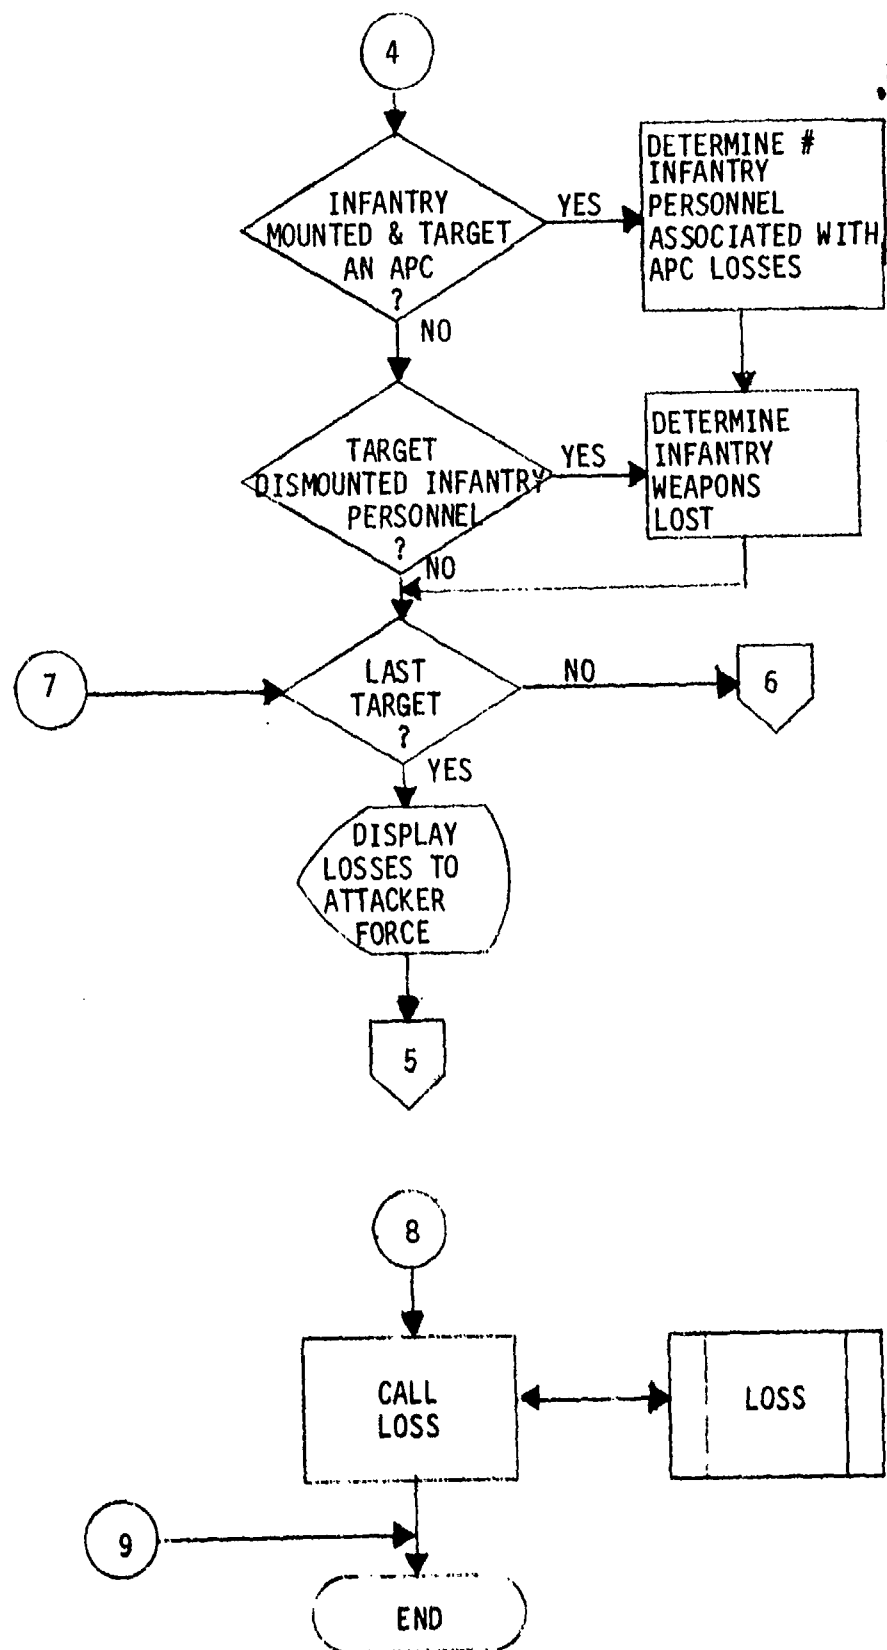 4
INFANTRY
MOUNTED & TARGET
AN APC
?
YES
DETERMINE #
INFANTRY
PERSONNEL
ASSOCIATED WITH
APC LOSSES
NO
TARGET
DISMOUNTED INFANTRY
PERSONNEL
?
YES
DETERMINE
INFANTRY
WEAPONS
LOST
NO
7
LAST
TARGET
?
NO
6
YES
DISPLAY
LOSSES TO
ATTACKER
FORCE
5
8
CALL
LOSS
LOSS
9
END